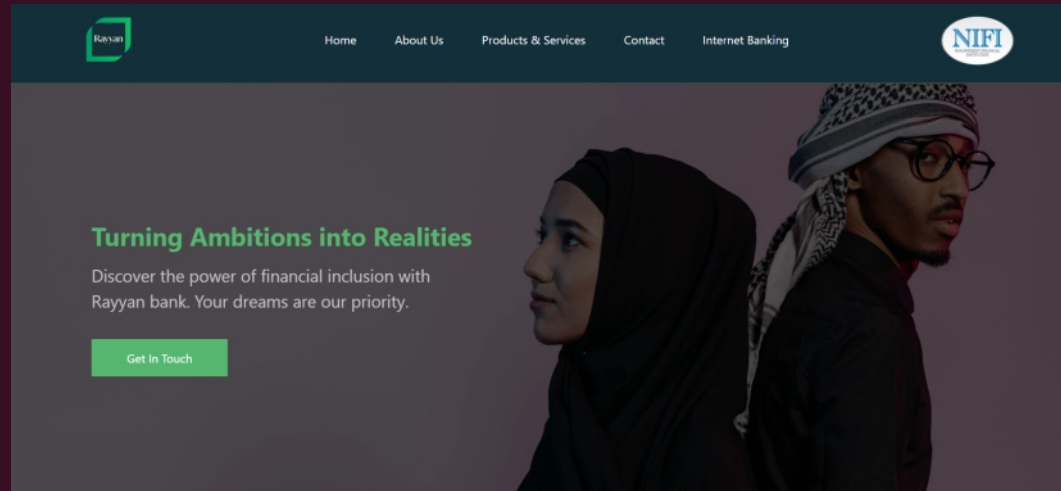 Rayyan
Home
About Us
Products & Services
Contact
Internet Banking
NIFI
Turning Ambitions into Realities
Discover the power of financial inclusion with
Rayyan bank. Your dreams are our priority.
Get In Touch